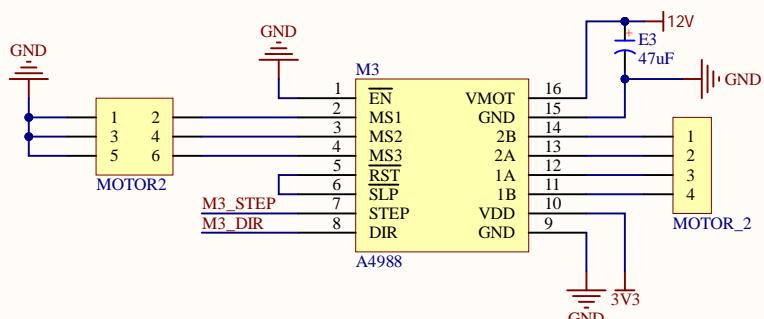 12V
E3
47uF
GND
GND
GND
M3
1 EN VMOT 16
1 2 2 MS1 GND 15
3 4 3 MS2 2B 14 1
5 6 4 MS3 2A 13 2
MOTOR2 5 RST 1A 12 3
6 SLP 1B 11 4
M3_STEP 7 STEP VDD 10
M3_DIR 8 DIR GND 9
MOTOR_2
A4988
3V3
GND